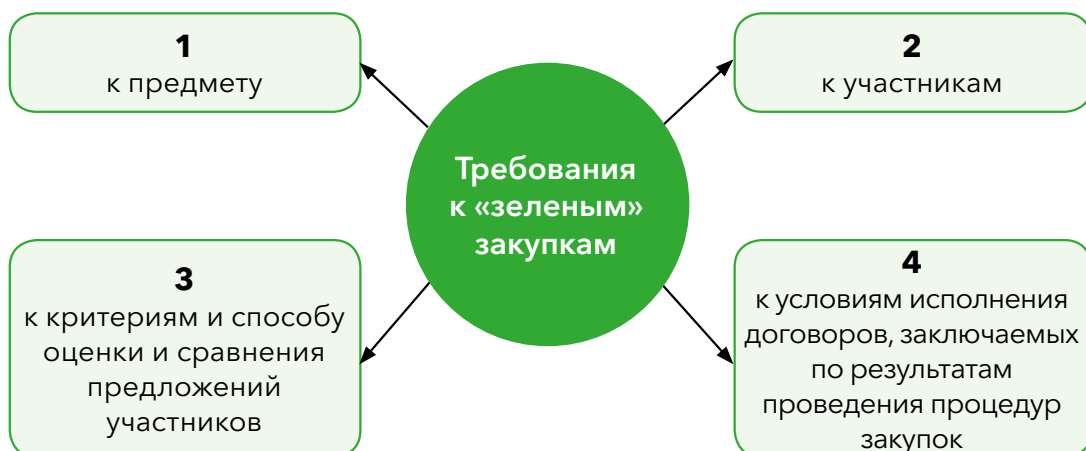 1
к предмету
2
к участникам
Требования
к «зеленым»
закупкам
3
к критериям и способу
оценки и сравнения
предложений
участников
4
к условиям исполнения
договоров, заключаемых
по результатам
проведения процедур
закупок